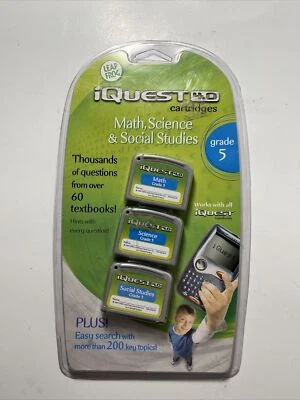 LEAP
FROG
iQUEST 4.0
cartridges
Math, Science
& Social Studies
grade
5
Thousands
of questions
from over
60
textbooks!
Hints with
every question!
Math
Grade 5
Works with all
iQUEST
iQuest
Science
Grade 5
iQuest
Social Studies
Grade 5
PLUS!
Easy search with
more than 200 key topics!